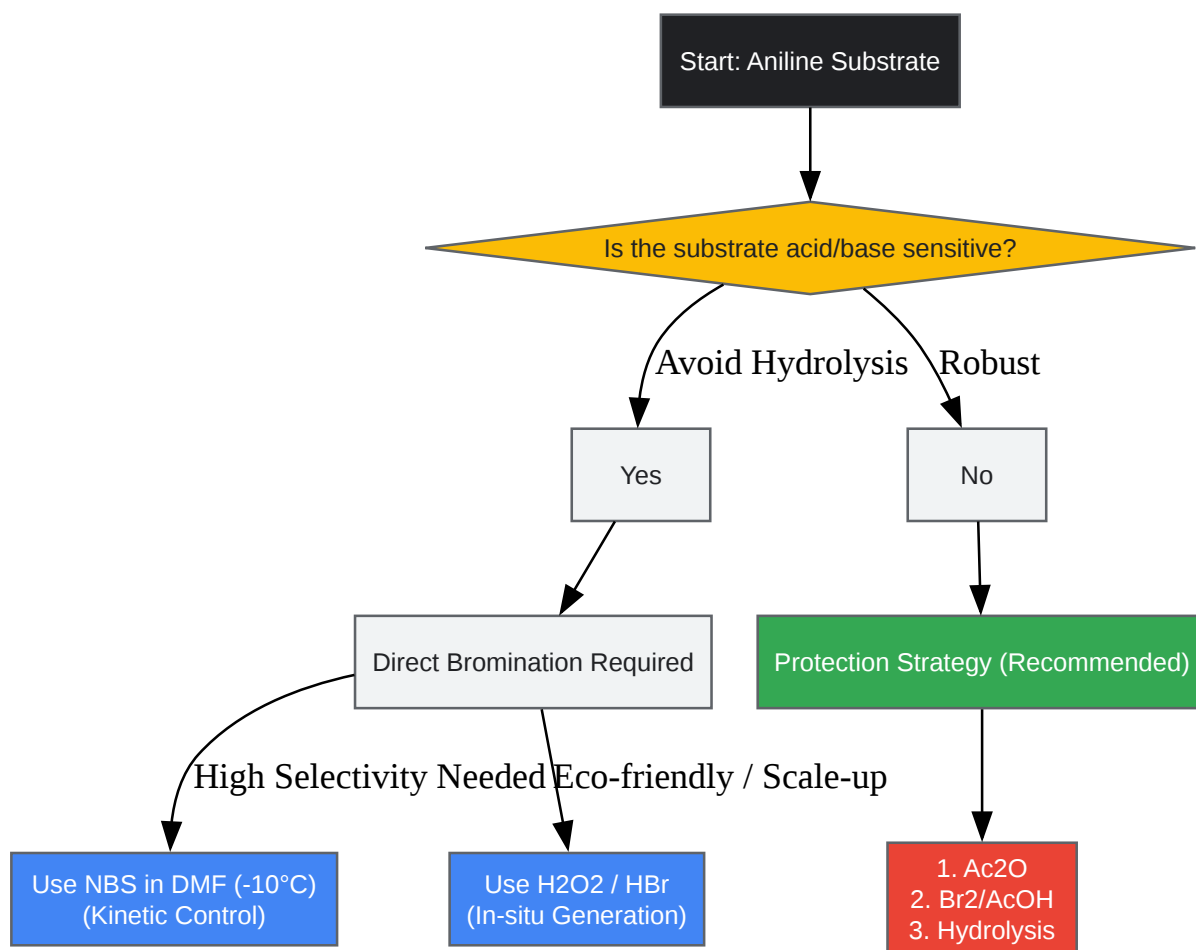 Start: Aniline Substrate
Is the substrate acid/base sensitive?
Avoid Hydrolysis
Robust
Yes
No
Direct Bromination Required
Protection Strategy (Recommended)
High Selectivity Needed
Eco-friendly / Scale-up
Use NBS in DMF (-10°C)
(Kinetic Control)
Use H2O2 / HBr
(In-situ Generation)
1. Ac2O
2. Br2/AcOH
3. Hydrolysis